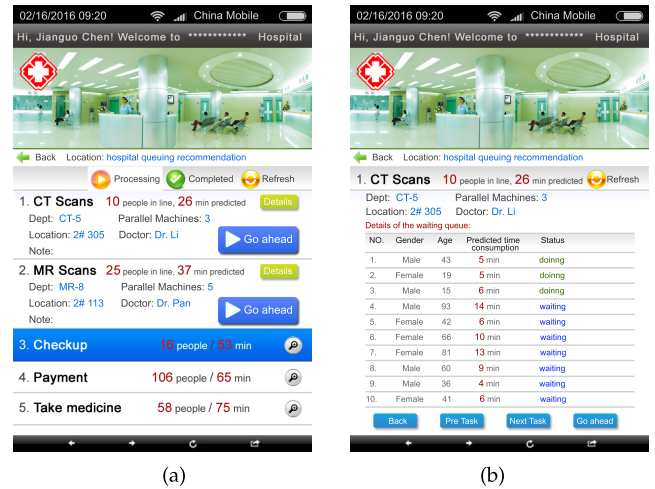 02/16/2016 09:20 China Mobile
Hi, Jianguo Chen! Welcome to ************ Hospital
Back Location: hospital queuing recommendation
Processing Completed Refresh
1. CT Scans 10 people in line, 26 min predicted Details
Dept: CT-5 Parallel Machines: 3
Location: 2# 305 Doctor: Dr. Li
Go ahead
Note:
2. MR Scans 25 people in line, 37 min predicted Details
Dept: MR-8 Parallel Machines: 5
Location: 2# 113 Doctor: Dr. Pan
Go ahead
Note:
3. Checkup 16 people / 53 min
4. Payment 106 people / 65 min
5. Take medicine 58 people / 75 min
(a)
02/16/2016 09:20 China Mobile
Hi, Jianguo Chen! Welcome to ************ Hospital
Back Location: hospital queuing recommendation
1. CT Scans 10 people in line, 26 min predicted Refresh
Dept: CT-5 Parallel Machines: 3
Location: 2# 305 Doctor: Dr. Li
Details of the waiting queue:
NO. Gender Age Predicted time consumption Status
1. Male 43 5 min doinng
2. Female 19 5 min doinng
3. Male 15 6 min doinng
4. Male 93 14 min waiting
5. Female 42 6 min waiting
6. Female 66 10 min waiting
7. Female 81 13 min waiting
8. Male 60 9 min waiting
9. Male 36 4 min waiting
10. Female 41 6 min waiting
Back Pre Task Next Task Go ahead
(b)